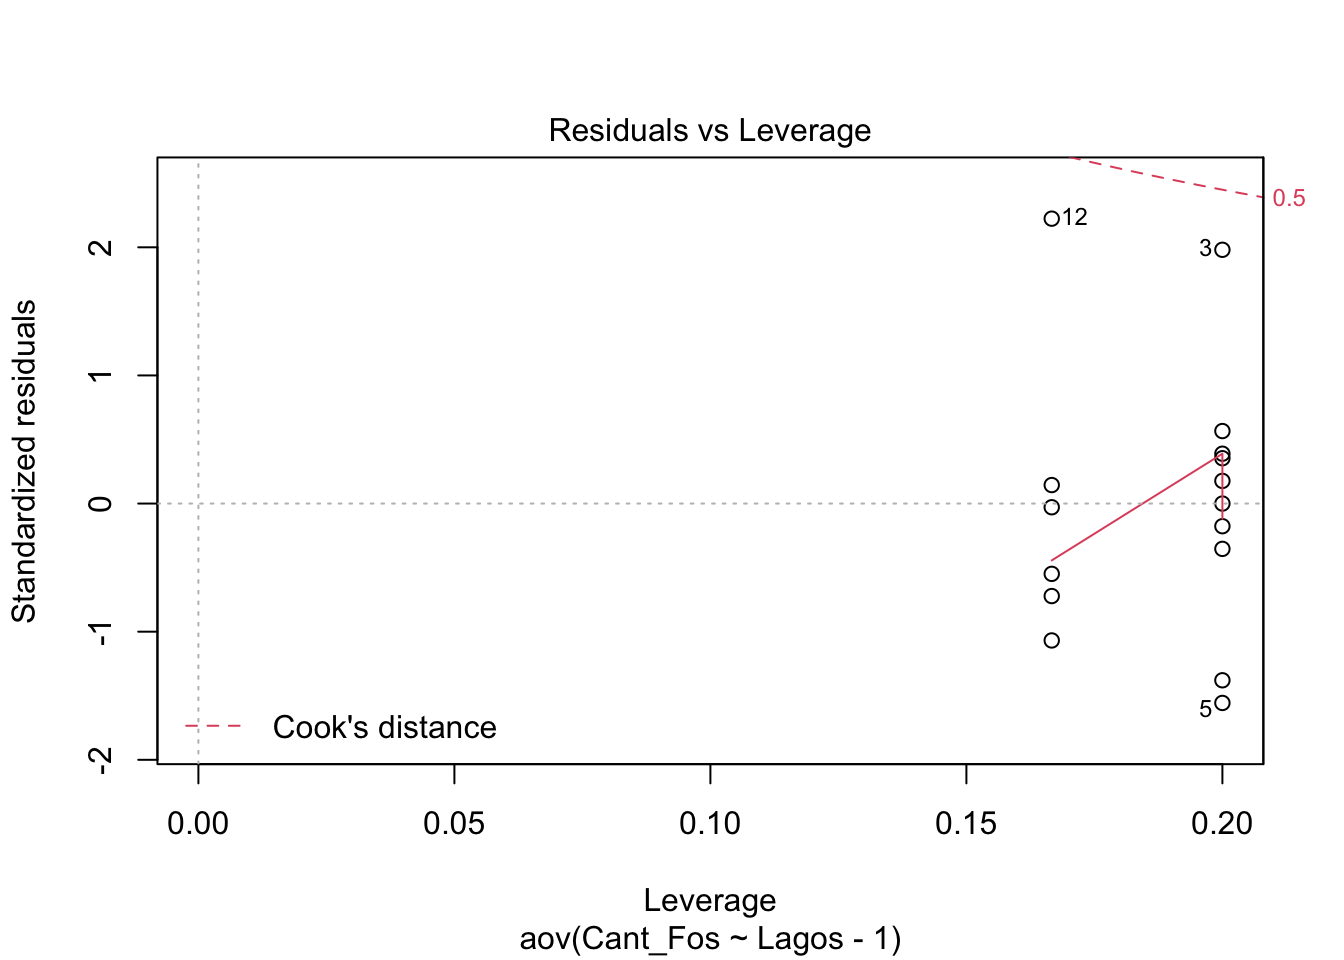 Residuals vs Leverage
0.5
12
3
2
1
0
-1
-2
Standardized residuals
5
Cook's distance
0.00 0.05 0.10 0.15 0.20
Leverage
aov(Cant_Fos ~ Lagos - 1)